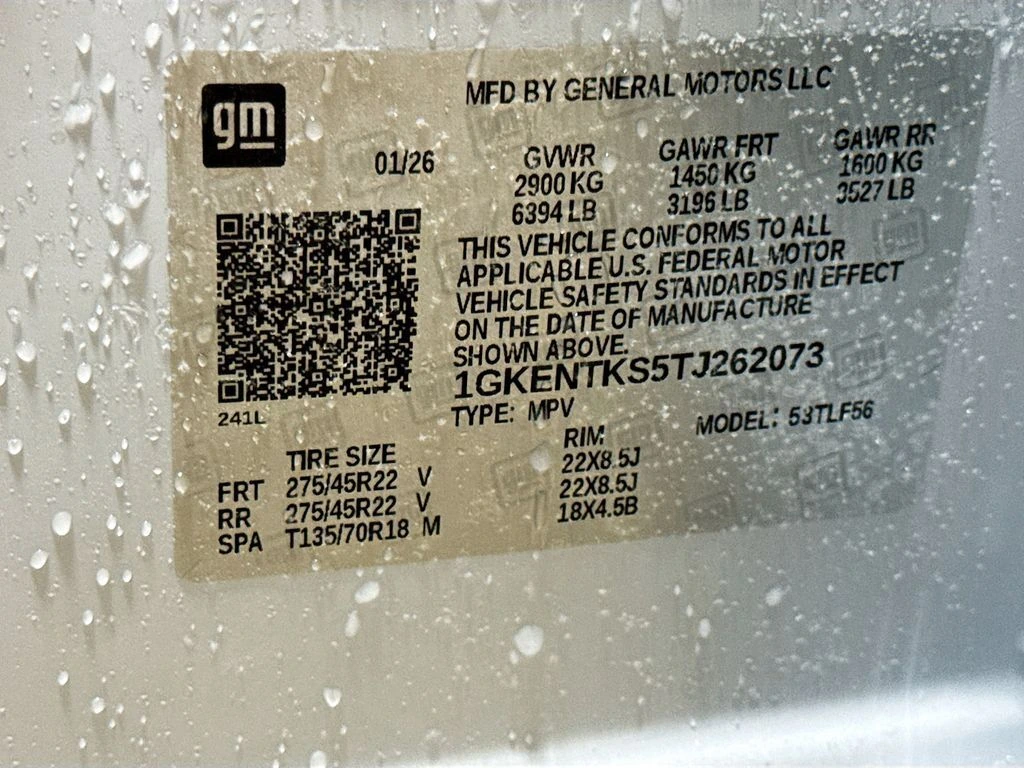 gm
MFD BY GENERAL MOTORS LLC
01/26
GVWR GAWR FRT GAWR RR
2900 KG 1450 KG 1600 KG
6394 LB 3196 LB 3527 LB
THIS VEHICLE CONFORMS TO ALL
APPLICABLE U.S. FEDERAL MOTOR
VEHICLE SAFETY STANDARDS IN EFFECT
ON THE DATE OF MANUFACTURE
SHOWN ABOVE.
1GKENTKS5TJ262073
241L
TYPE: MPV MODEL: 53TLF56
TIRE SIZE RIM
FRT 275/45R22 V 22X8.5J
RR 275/45R22 V 22X8.5J
SPA T135/70R18 M 18X4.5B